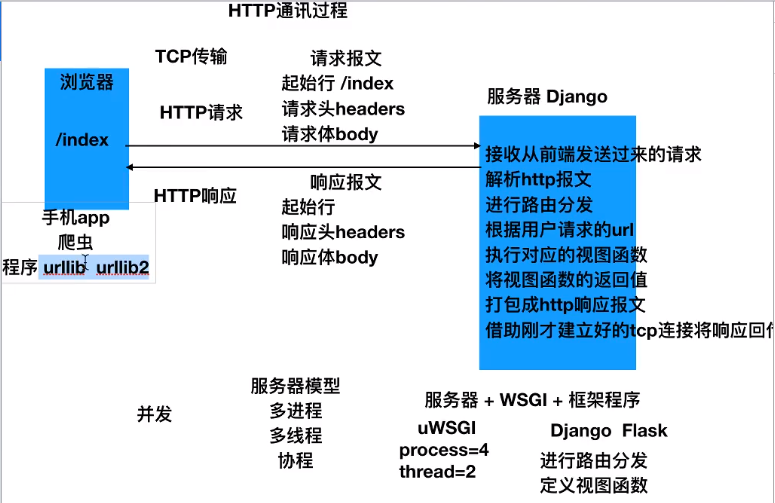 HTTP通讯过程
TCP传输
请求报文
浏览器
起始行 /index
服务器 Django
HTTP请求
请求头headers
/index
请求体body
接收从前端发送过来的请求
解析http报文
HTTP响应
响应报文
进行路由分发
起始行
手机app
响应头headers
根据用户请求的url
爬虫
响应体body
执行对应的视图函数
程序 urllib urllib2
将视图函数的返回值
打包成http响应报文
借助刚才建立好的tcp连接将响应回
服务器模型
服务器 + WSGI + 框架程序
并发
多进程
uWSGI
Django Flask
多线程
process=4
进行路由分发
协程
thread=2
定义视图函数